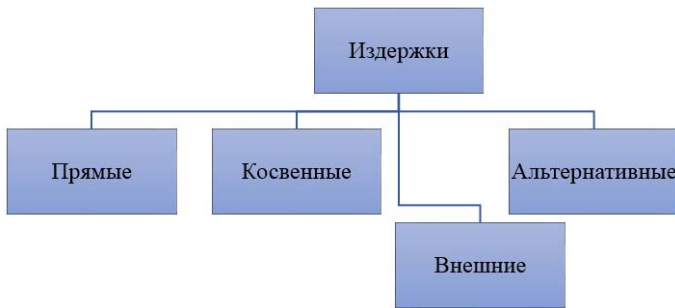 Издержки
Прямые
Косвенные
Альтернативные
Внешние